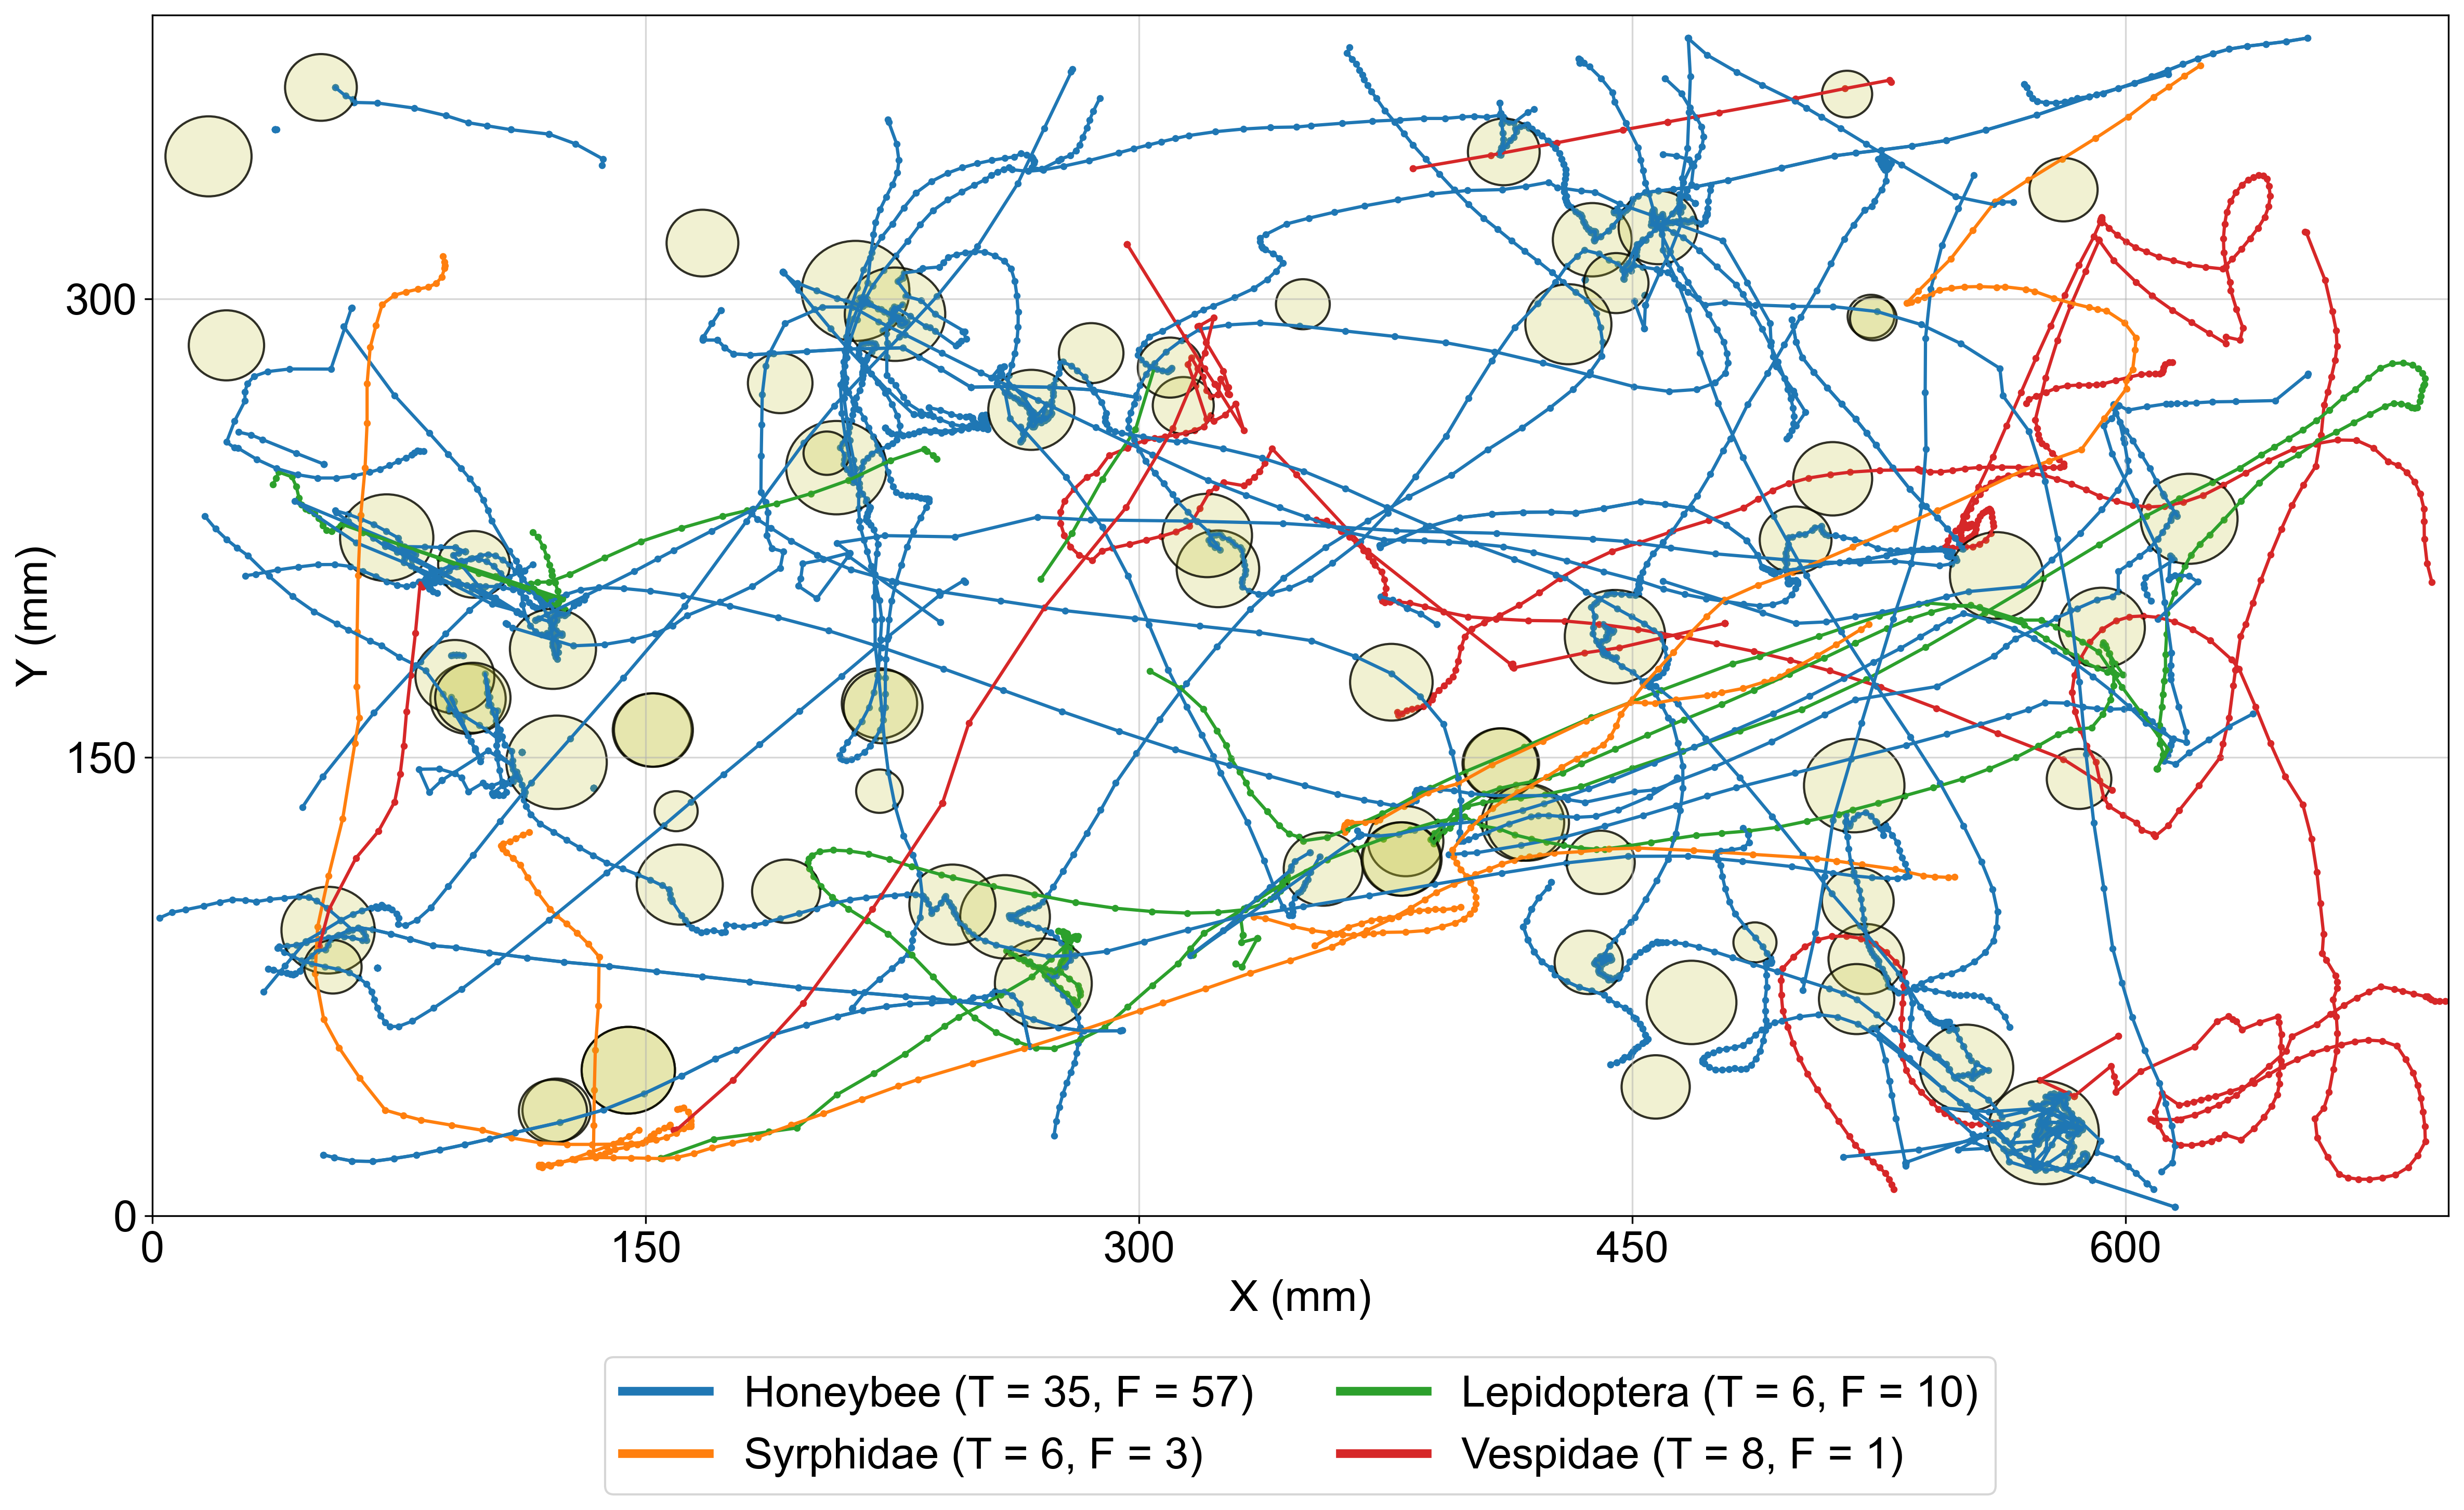 Y (mm)
300
150
0
0 150 300 450 600
X (mm)
Honeybee (T = 35, F = 57)
Lepidoptera (T = 6, F = 10)
Syrphidae (T = 6, F = 3)
Vespidae (T = 8, F = 1)